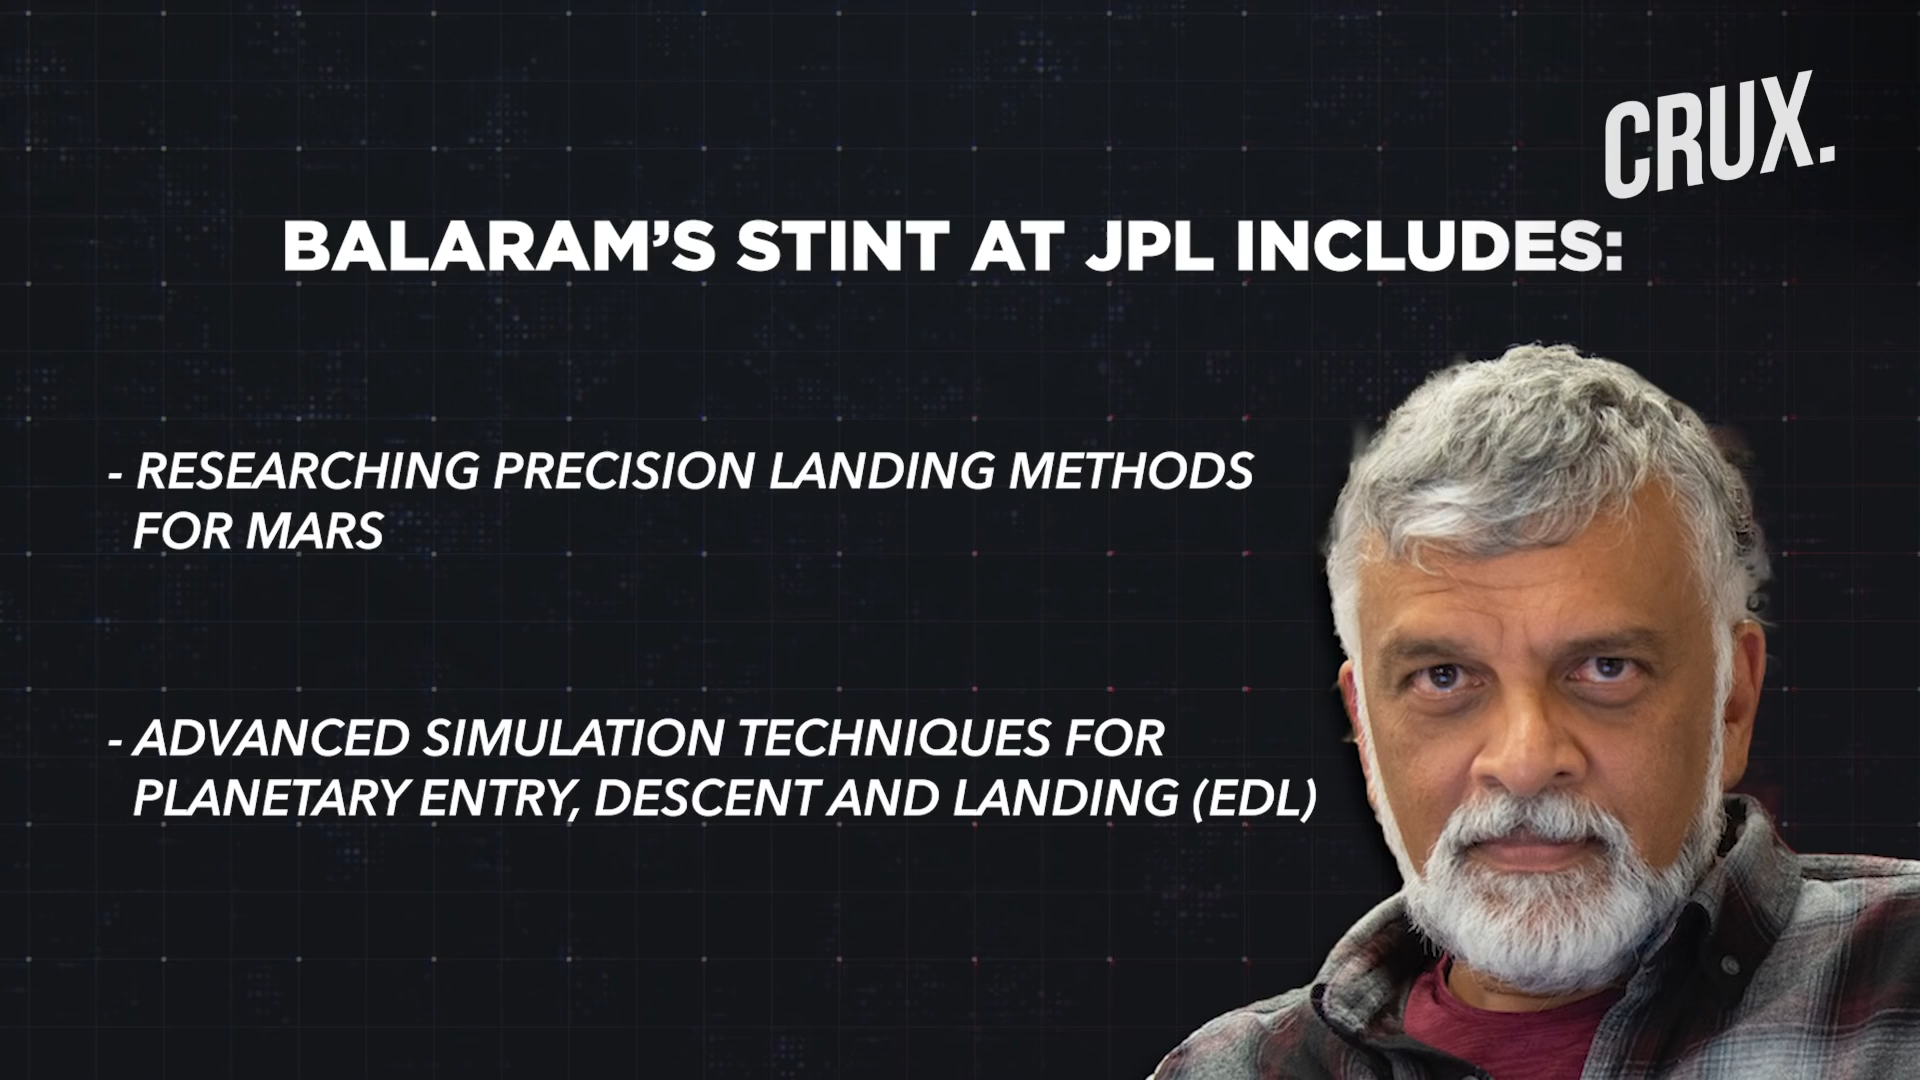 CRUX.
BALARAM'S STINT AT JPL INCLUDES:
- RESEARCHING PRECISION LANDING METHODS
FOR MARS
- ADVANCED SIMULATION TECHNIQUES FOR
PLANETARY ENTRY, DESCENT AND LANDING (EDL)